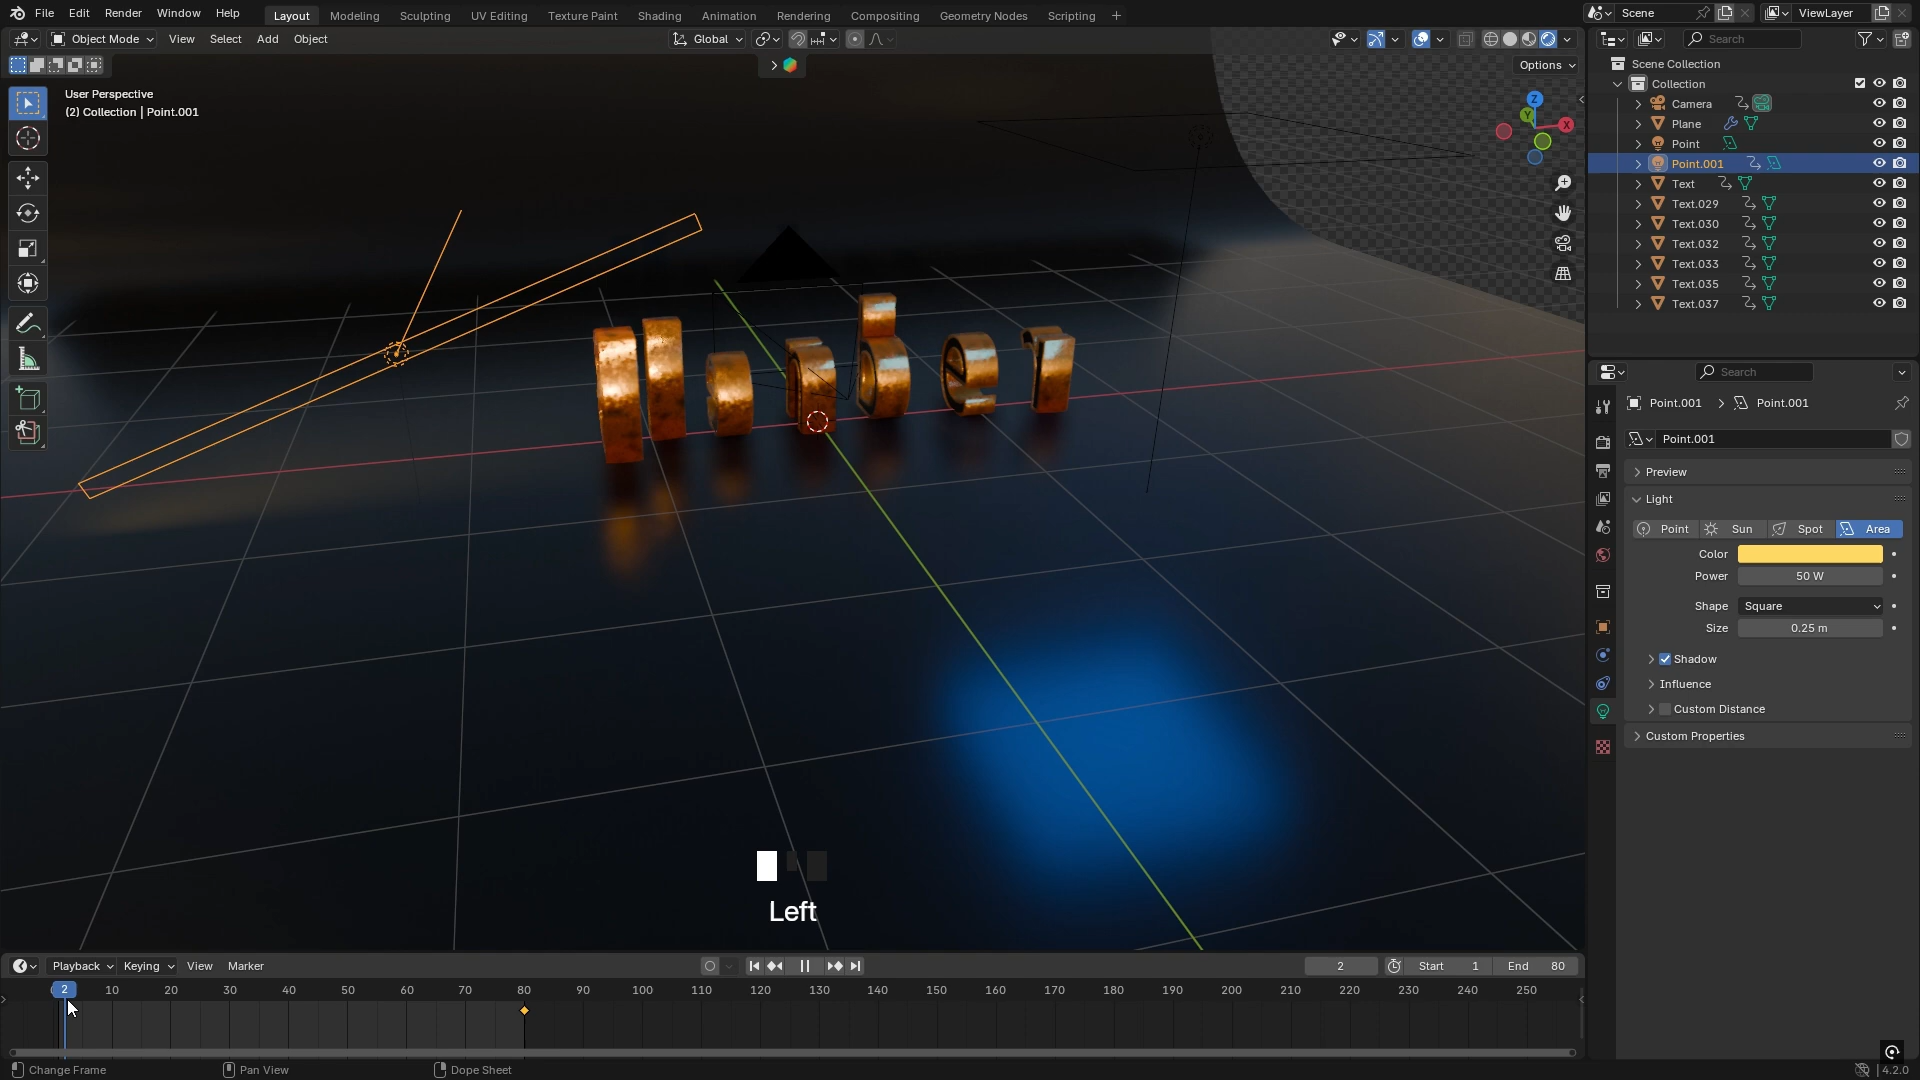 File Edit Render Window Help Layout Modeling Sculpting UV Editing Texture Paint Shading Animation Rendering Compositing Geometry Nodes Scripting Scene ViewLayer
Object Mode View Select Add Object Global Search
Options
User Perspective
(2) Collection | Point.001
Z
Y
X
Scene Collection
Collection
Camera
Plane
Point
Point.001
Text
Text.029
Text.030
Text.032
Text.033
Text.035
Text.037
Search
Point.001 Point.001
Point.001
Preview
Light
Point Sun Spot Area
Color
Power 50 W
Shape Square
Size 0.25 m
Shadow
Influence
Custom Distance
Custom Properties
Left
Playback Keying View Marker 2 Start 1 End 80
2 10 20 30 40 50 60 70 80 90 100 110 120 130 140 150 160 170 180 190 200 210 220 230 240 250
Change Frame Pan View Dope Sheet 4.2.0